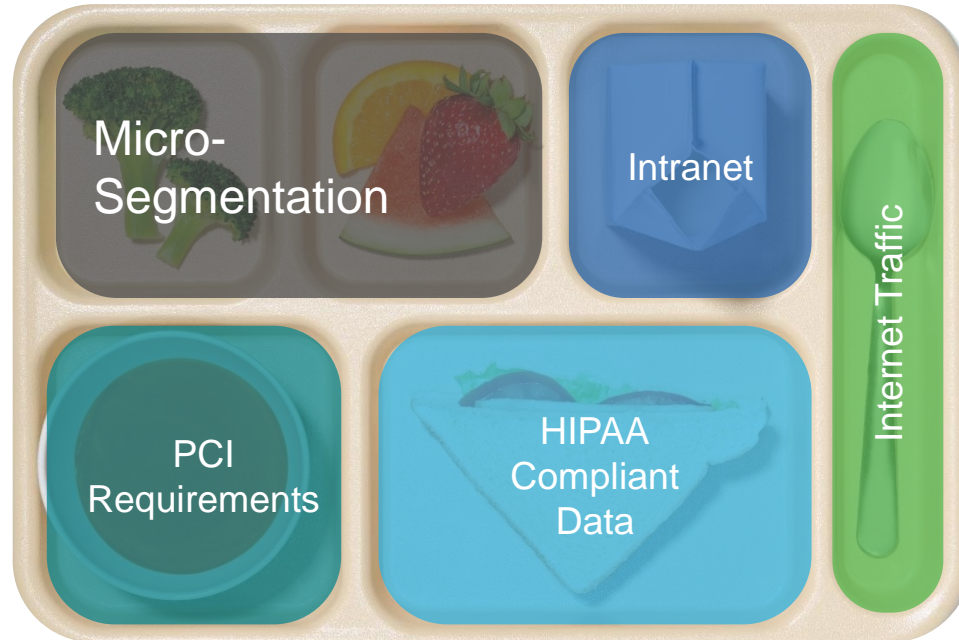 Micro-
Segmentation
Intranet
Internet Traffic
PCI
Requirements
HIPAA
Compliant
Data